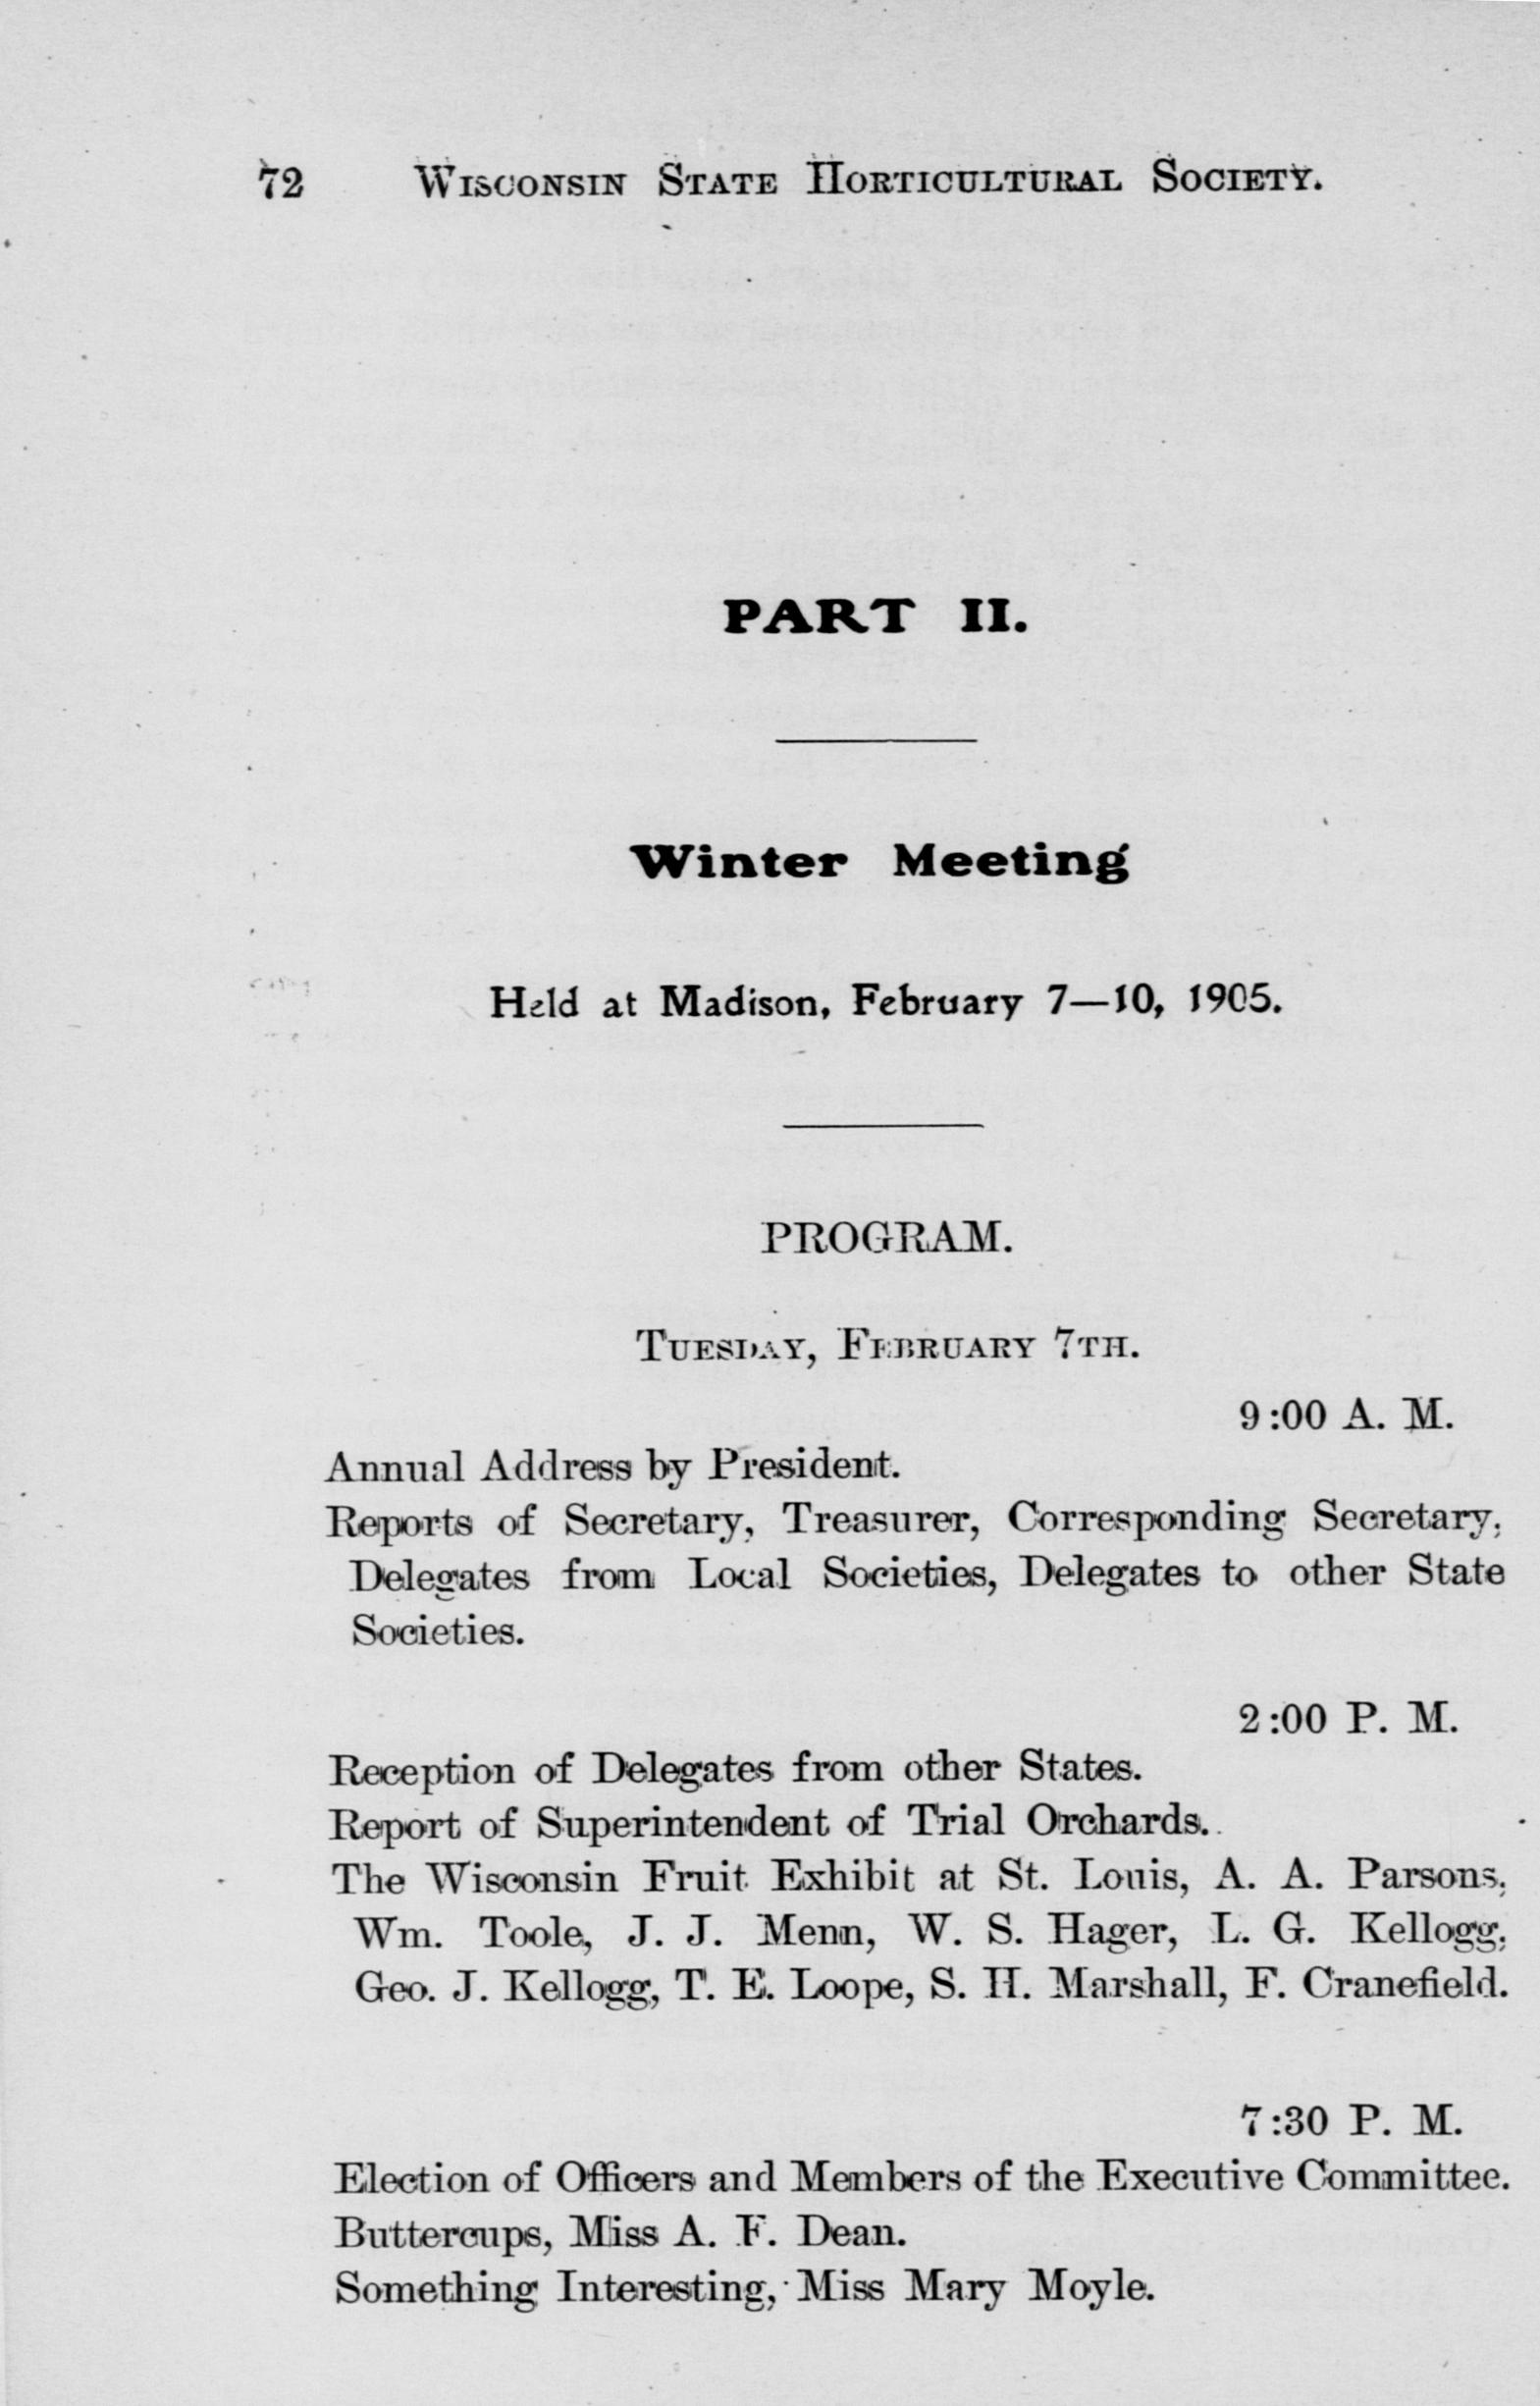 72 Wisconsin State Horticultural Society.
PART II.
Winter Meeting
Held at Madison, February 7—10, 1905.
PROGRAM.
Tuesday, February 7th.
9:00 A. M.
Annual Address by President.
Reports of Secretary, Treasurer, Corresponding Secretary,
Delegates from Local Societies, Delegates to other State
Societies.
2:00 P. M.
Reception of Delegates from other States.
Report of Superintendent of Trial Orchards.
The Wisconsin Fruit Exhibit at St. Louis, A. A. Parsons,
Wm. Toole, J. J. Menn, W. S. Hager, L. G. Kellogg,
Geo. J. Kellogg, T. E. Loope, S. H. Marshall, F. Cranefield.
7:30 P. M.
Election of Officers and Members of the Executive Committee.
Buttercups, Miss A. F. Dean.
Something Interesting, Miss Mary Moyle.